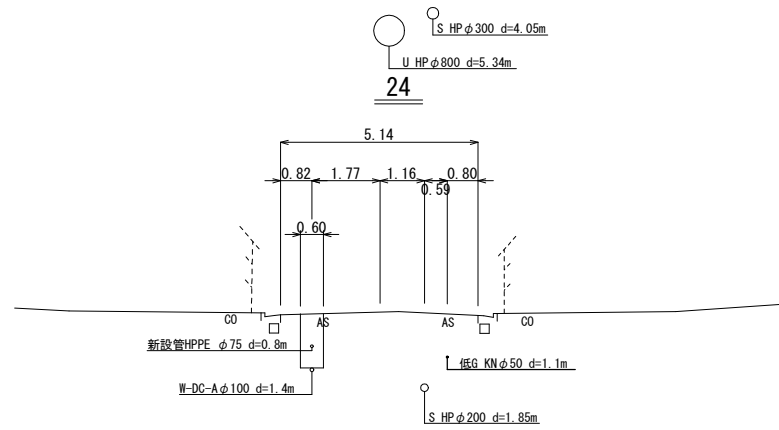 S HPφ300 d=4.05m
U HPφ800 d=5.34m
24
5.14
0.82 1.77 1.16 0.59 0.80
0.60
CO AS AS CO
新設管HPPE φ75 d=0.8m
低G KNφ50 d=1.1m
W-DC-Aφ100 d=1.4m
S HPφ200 d=1.85m